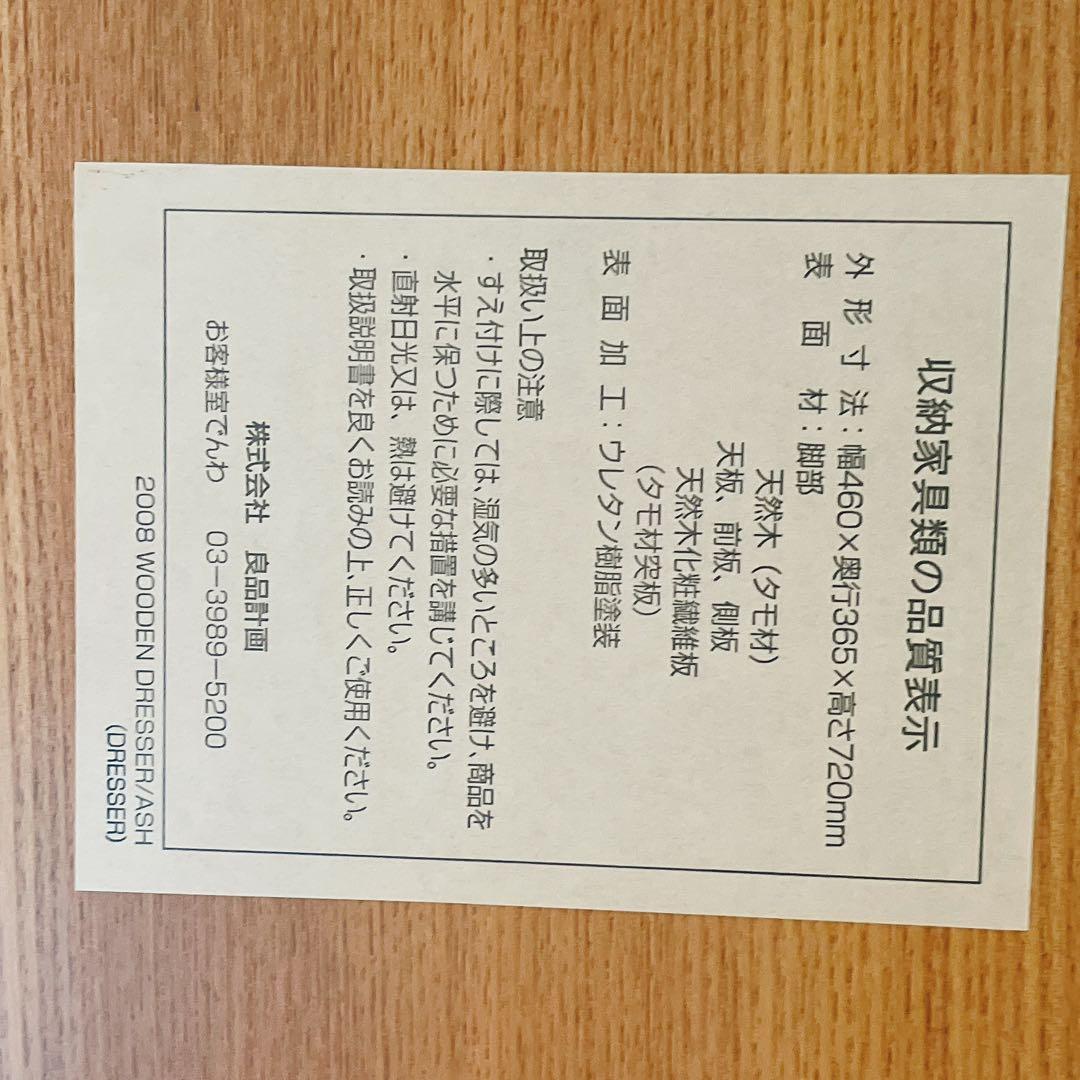 収納家具類の品質表示
外形寸法：幅460×奥行365×高さ720mm
表面材：脚部
天然木（タモ材）
天板、前板、側板
天然木化粧繊維板
（タモ材突板）
表面加工：ウレタン樹脂塗装
取扱い上の注意
・すえ付けに際しては、湿気の多いところを避け、商品を
水平に保つために必要な措置を講じてください。
・直射日光又は、熱は避けてください。
・取扱説明書を良くお読みの上、正しくご使用ください。
株式会社　良品計画
お客様室でんわ　03−3989−5200
2008 WOODEN DRESSER/ASH
(DRESSER)